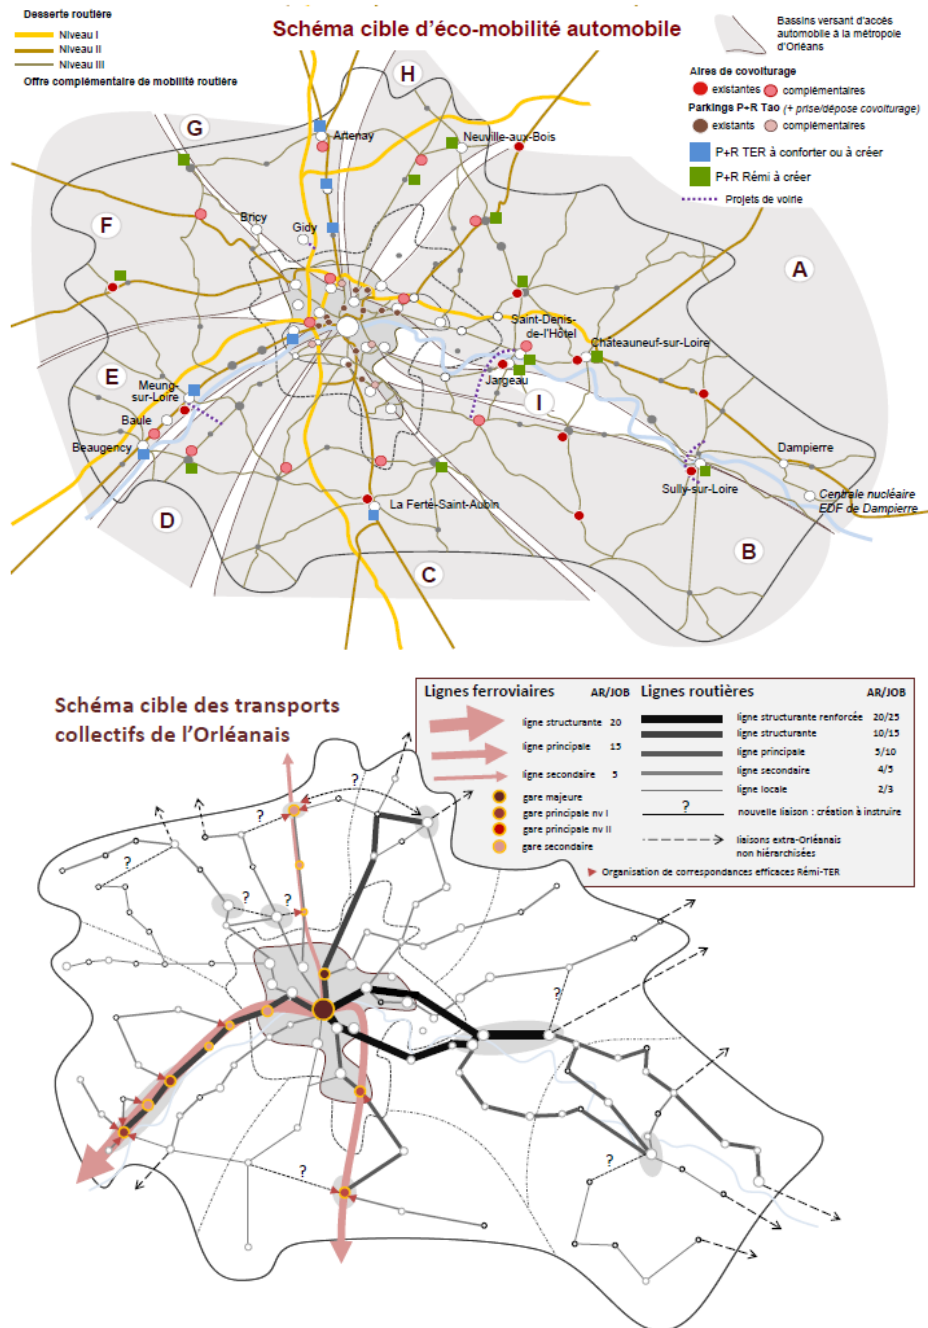 Desserte routière
Niveau I
Niveau II
Niveau III
Offre complémentaire de mobilité routière
Schéma cible d'éco-mobilité automobile
Bassins versant d'accès
automobile à la métropole
d'Orléans
Aires de covoiturage
existantes
complémentaires
Parkings P+R Tao (+ prise/dépose covoiturage)
existants
complémentaires
P+R TER à conforter ou à créer
P+R Rémi à créer
Projets de voirie
H
G
Artenay
Neuville-aux-Bois
F
Bricy
Gidy
A
Saint-Denis-
de-l'Hôtel
Châteauneuf-sur-Loire
E
Meung-
sur-Loire
Jargeau
I
Baule
Beaugency
Dampierre
Sully-sur-Loire
Centrale nucléaire
EDF de Dampierre
La Ferté-Saint-Aubin
D
B
C
Schéma cible des transports
collectifs de l'Orléanais
Lignes ferroviaires AR/JOB
ligne structurante 20
ligne principale 15
ligne secondaire 5
gare majeure
gare principale nv I
gare principale nv II
gare secondaire
Lignes routières AR/JOB
ligne structurante renforcée 20/25
ligne structurante 10/15
ligne principale 5/10
ligne secondaire 4/5
ligne locale 2/3
? nouvelle liaison : création à instruire
liaisons extra-Orléanais
non hiérarchisées
Organisation de correspondances efficaces Rémi-TER
?
?
?
?
?
?
?
?